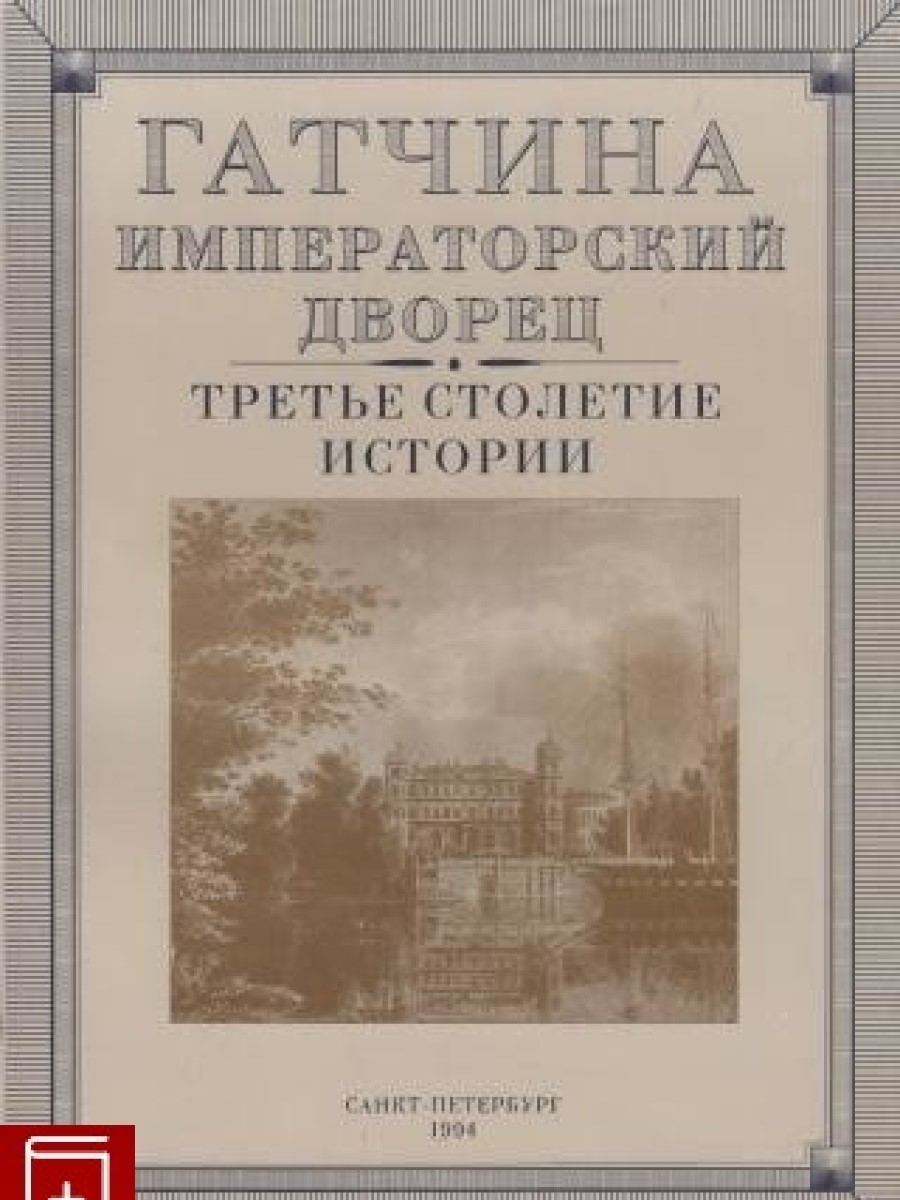 ГАТЧИНА
ИМПЕРАТОРСКИЙ
ДВОРЕЦ
ТРЕТЬЕ СТОЛЕТИЕ
ИСТОРИИ
САНКТ-ПЕТЕРБУРГ
1994